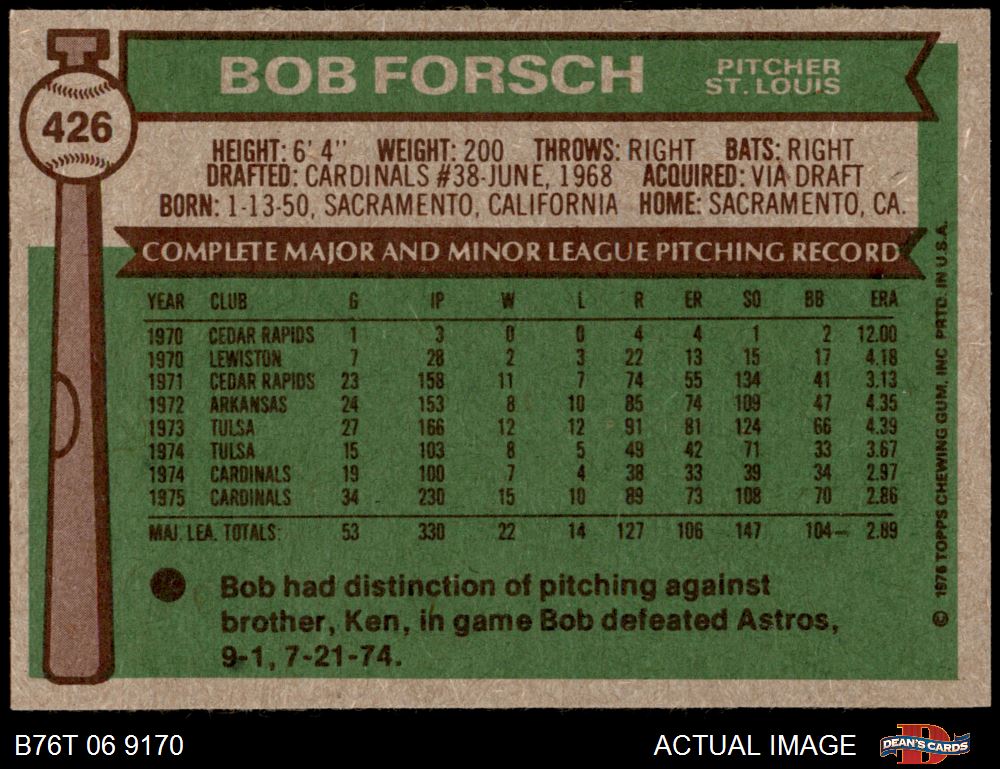 BOB FORSCH
PITCHER
ST. LOUIS
426
HEIGHT: 6' 4" WEIGHT: 200 THROWS: RIGHT BATS: RIGHT
DRAFTED: CARDINALS #38-JUNE, 1968 ACQUIRED: VIA DRAFT
BORN: 1-13-50, SACRAMENTO, CALIFORNIA HOME: SACRAMENTO, CA.
COMPLETE MAJOR AND MINOR LEAGUE PITCHING RECORD
YEAR CLUB G IP W L R ER SO BB ERA
1970 CEDAR RAPIDS 1 3 0 0 4 4 1 2 12.00
1970 LEWISTON 7 28 2 3 22 13 15 17 4.18
1971 CEDAR RAPIDS 23 158 11 7 74 55 134 41 3.13
1972 ARKANSAS 24 153 8 10 85 74 109 47 4.35
1973 TULSA 27 166 12 12 91 81 124 66 4.39
1974 TULSA 15 103 8 5 49 42 71 33 3.67
1974 CARDINALS 19 100 7 4 38 33 39 34 2.97
1975 CARDINALS 34 230 15 10 89 73 108 70 2.86
MAJ. LEA. TOTALS: 53 330 22 14 127 106 147 104 2.89
Bob had distinction of pitching against
brother, Ken, in game Bob defeated Astros,
9-1, 7-21-74.
© 1976 TOPPS CHEWING GUM, INC PRTD. IN U.S.A.
B76T 06 9170
ACTUAL IMAGE
DEAN'S CARDS